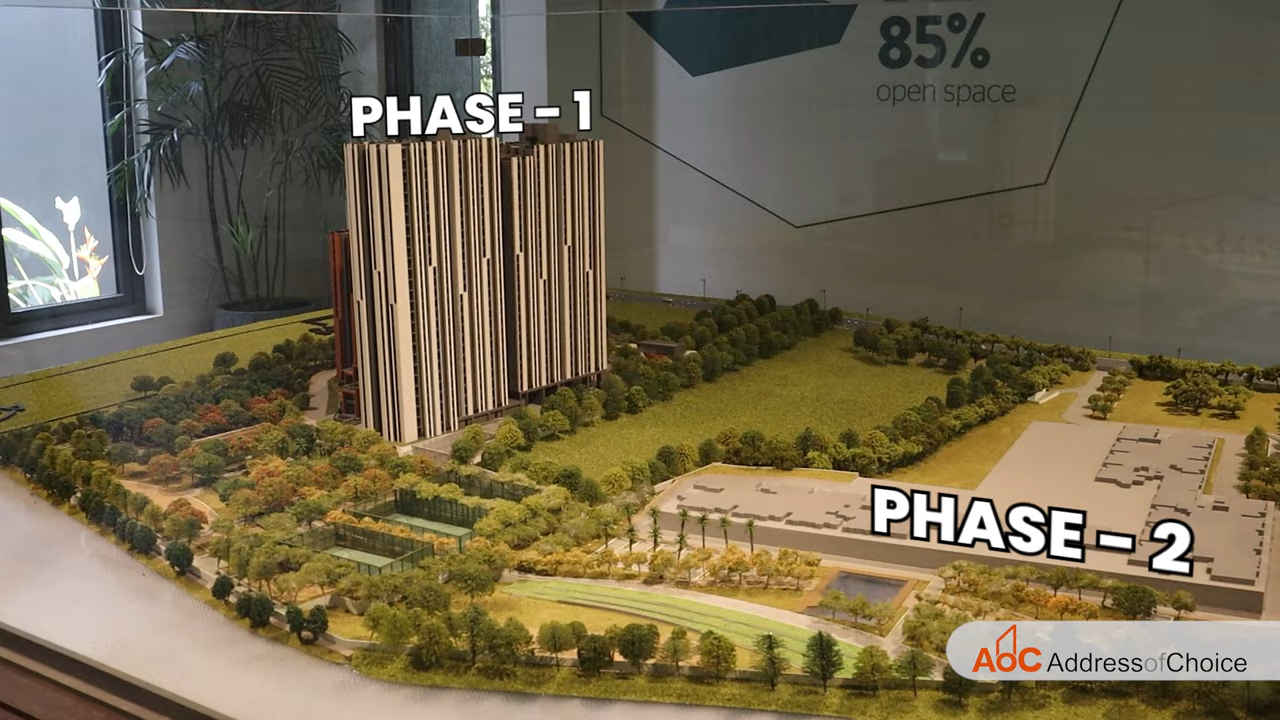 85%
open space
PHASE - 1
PHASE - 2
AOC AddressofChoice